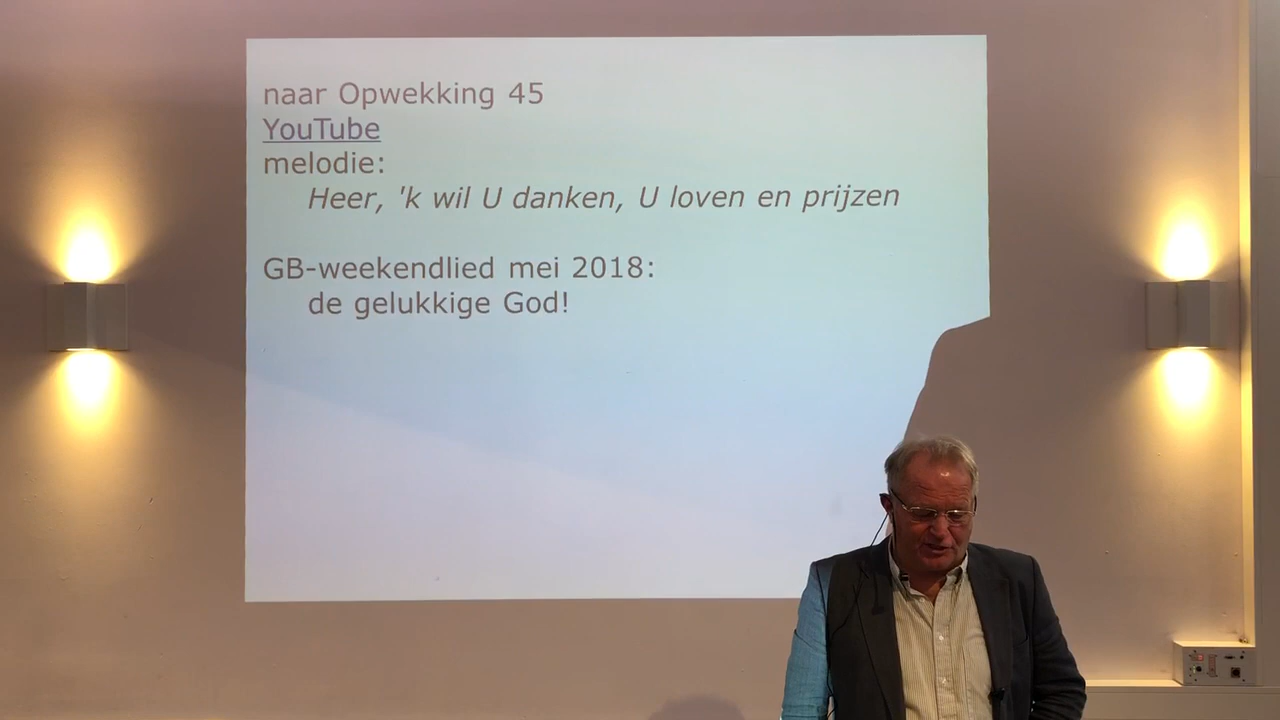 naar Opwekking 45
YouTube
melodie:
Heer, 'k wil U danken, U loven en prijzen
GB-weekendlied mei 2018:
de gelukkige God!